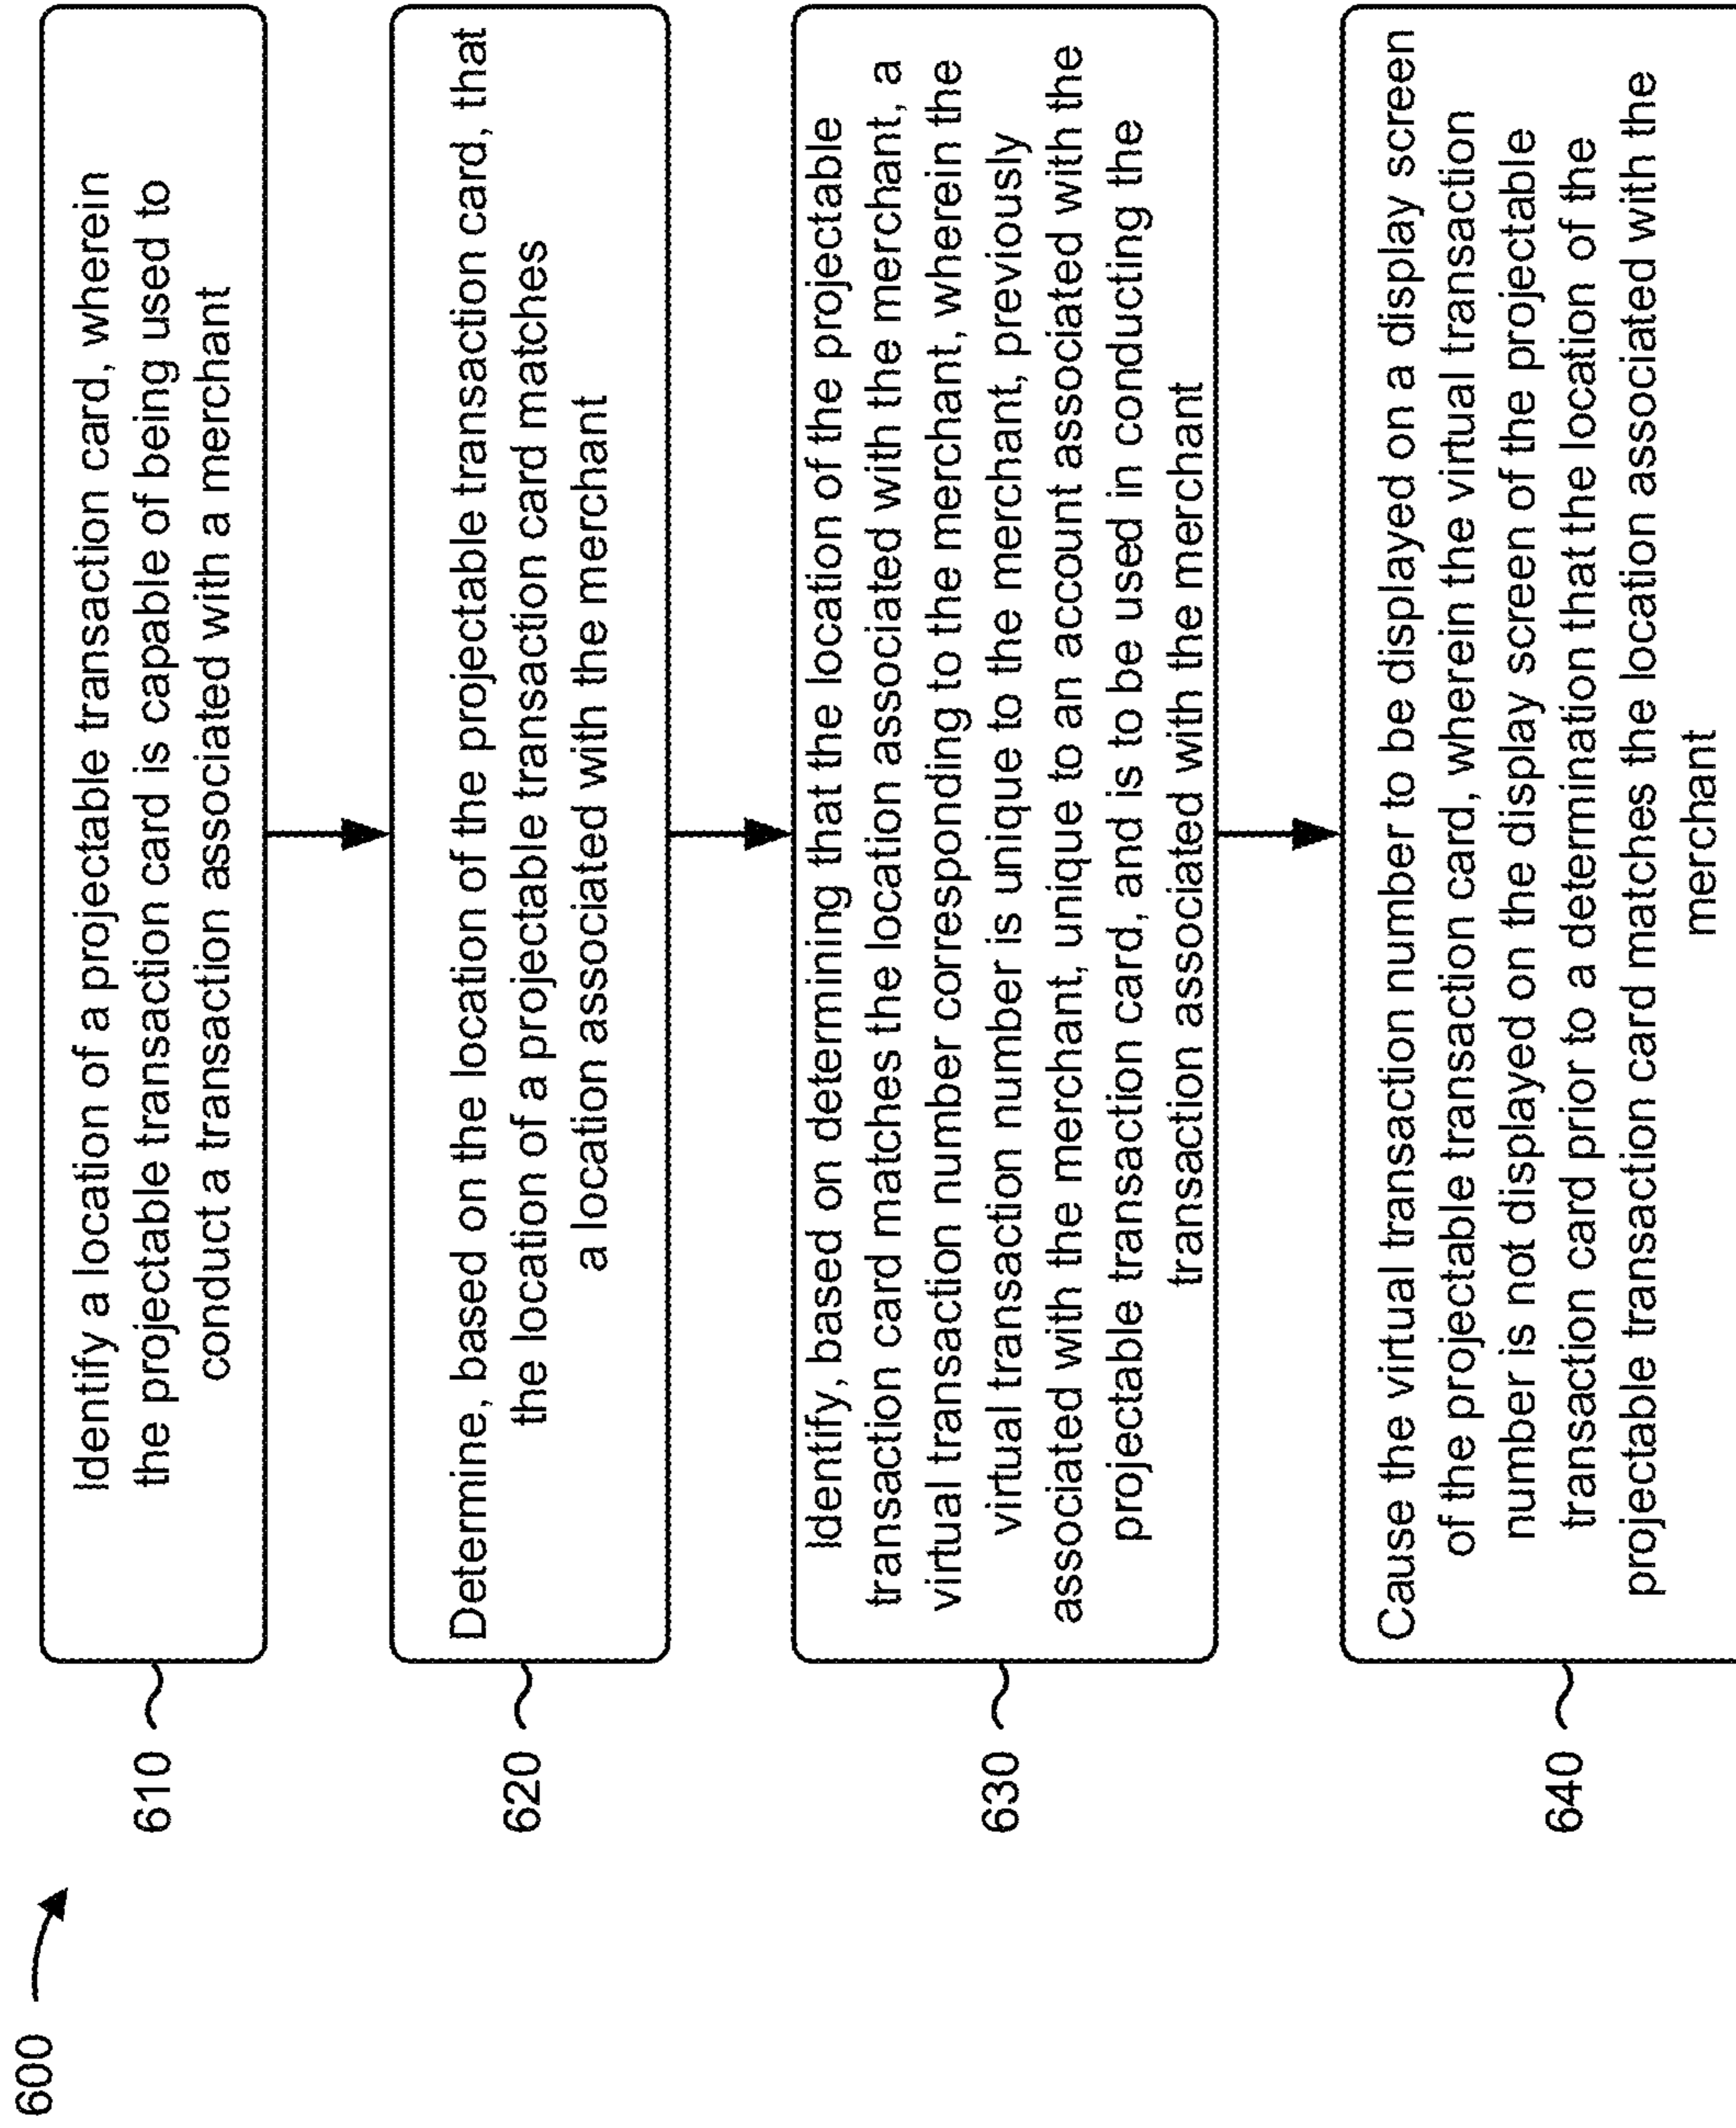 600
610
Identify a location of a projectable transaction card, wherein
the projectable transaction card is capable of being used to
conduct a transaction associated with a merchant
620
Determine, based on the location of the projectable transaction card, that
the location of a projectable transaction card matches
a location associated with the merchant
630
Identify, based on determining that the location of the projectable
transaction card matches the location associated with the merchant, a
virtual transaction number corresponding to the merchant, wherein the
virtual transaction number is unique to the merchant, previously
associated with the merchant, unique to an account associated with the
projectable transaction card, and is to be used in conducting the
transaction associated with the merchant
640
Cause the virtual transaction number to be displayed on a display screen
of the projectable transaction card, wherein the virtual transaction
number is not displayed on the display screen of the projectable
transaction card prior to a determination that the location of the
projectable transaction card matches the location associated with the
merchant